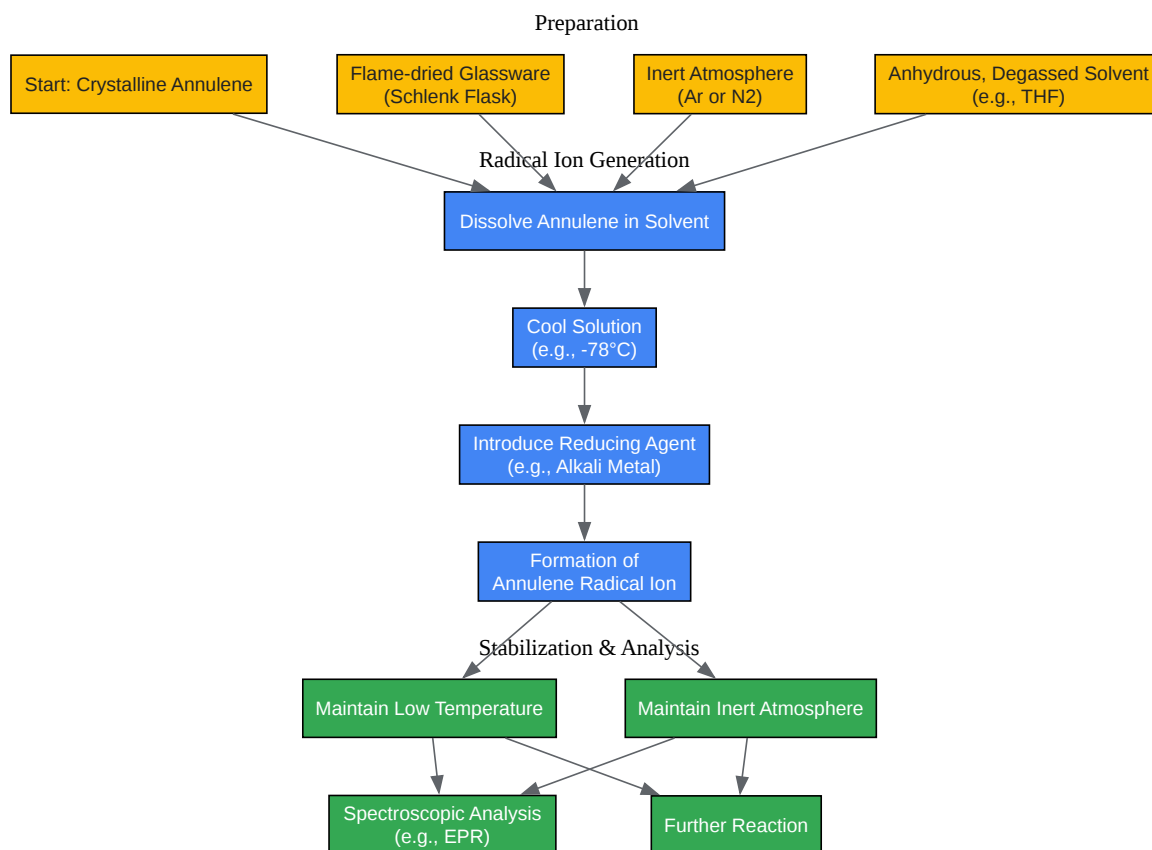 Preparation
Start: Crystalline Annulene
Flame-dried Glassware
(Schlenk Flask)
Inert Atmosphere
(Ar or N2)
Anhydrous, Degassed Solvent
(e.g., THF)
Radical Ion Generation
Dissolve Annulene in Solvent
Cool Solution
(e.g., -78°C)
Introduce Reducing Agent
(e.g., Alkali Metal)
Formation of
Annulene Radical Ion
Stabilization & Analysis
Maintain Low Temperature
Maintain Inert Atmosphere
Spectroscopic Analysis
(e.g., EPR)
Further Reaction